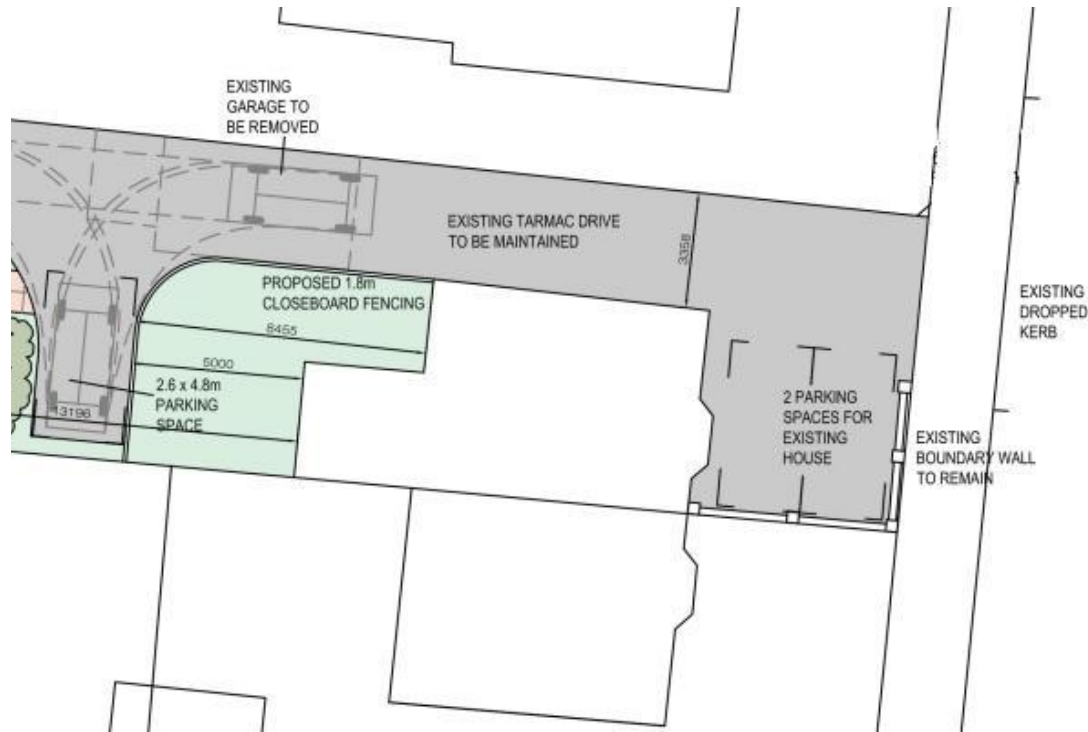 EXISTING
GARAGE TO
BE REMOVED
EXISTING TARMAC DRIVE
TO BE MAINTAINED
3358
PROPOSED 1.8m
CLOSEBOARD FENCING
8455
5000
2.6 x 4.8m
PARKING
SPACE
13196
2 PARKING
SPACES FOR
EXISTING
HOUSE
EXISTING
DROPPED
KERB
EXISTING
BOUNDARY WALL
TO REMAIN